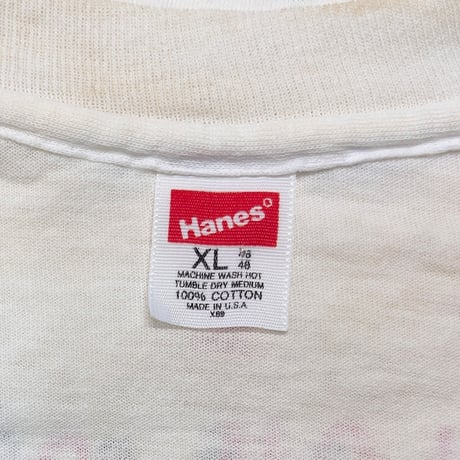 Hanes
XL 46 48
MACHINE WASH HOT
TUMBLE DRY MEDIUM
100% COTTON
MADE IN U.S.A
X69